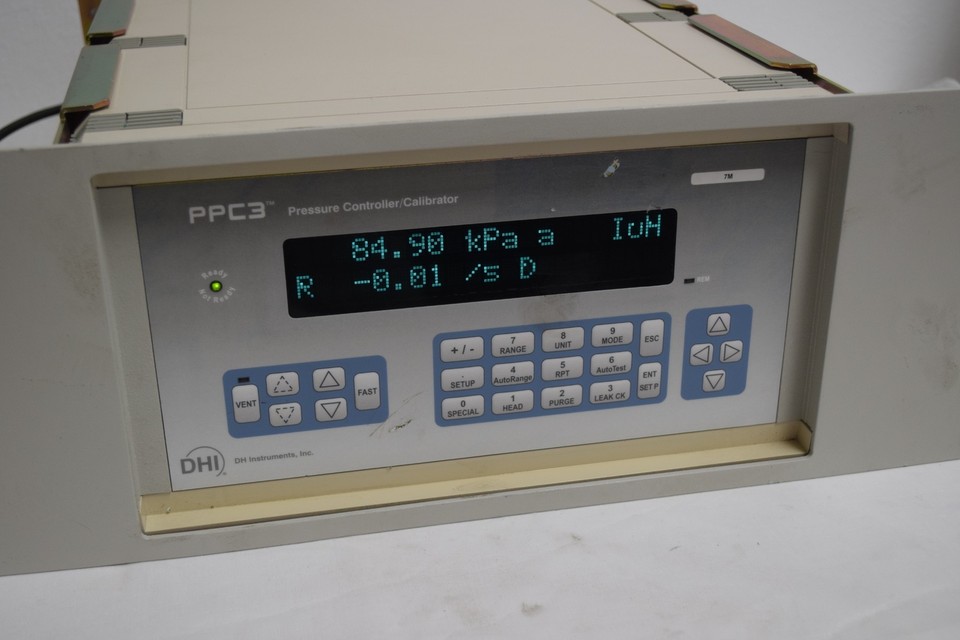 7M
PPC3™ Pressure Controller/Calibrator
84.90 kPa a IυH
R -0.01 /s D
Ready
Not Ready
REM
+ / -
7 RANGE
8 UNIT
9 MODE
ESC
. SETUP
4 AutoRange
5 RPT
6 AutoTest
ENT SET P
0 SPECIAL
1 HEAD
2 PURGE
3 LEAK CK
VENT
FAST
DHI
DH Instruments, Inc.